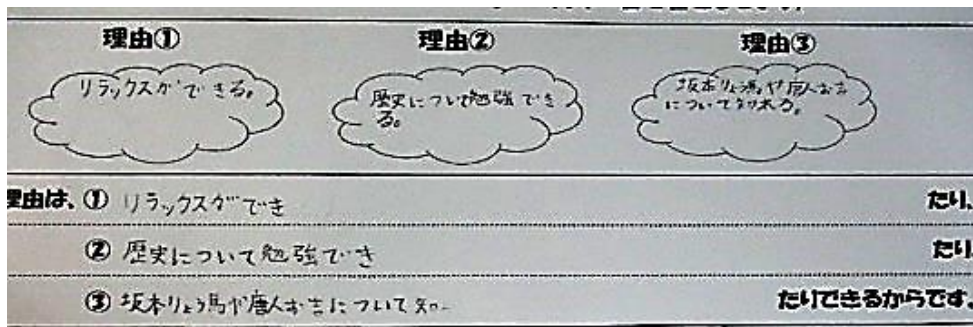 理由①
理由②
理由③
リラックスができる。
歴史について勉強でき
る。
坂本りょう馬や唐人お吉
について知れる。
理由は、① リラックスができ たり、
② 歴史について勉強でき たり、
③ 坂本りょう馬や唐人お吉について知れ たりできるからです。